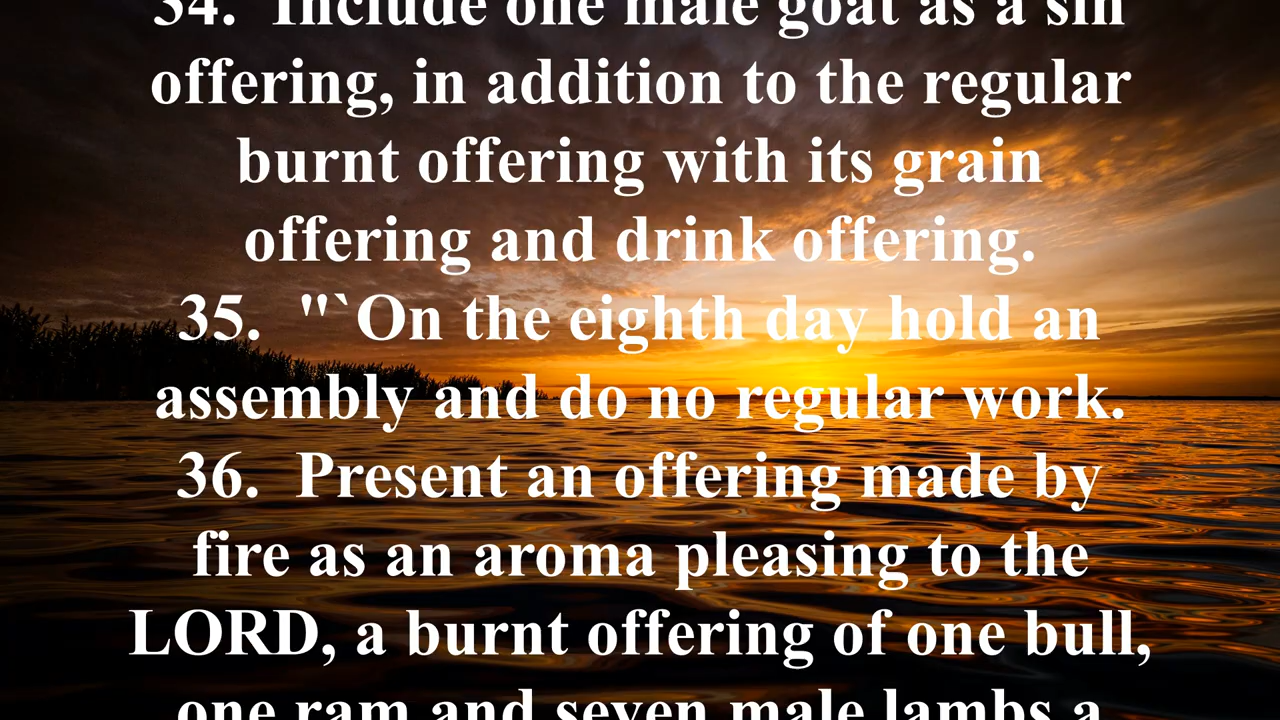 34.  Include one male goat as a sin
offering, in addition to the regular
burnt offering with its grain
offering and drink offering.
35.  "`On the eighth day hold an
assembly and do no regular work.
36.  Present an offering made by
fire as an aroma pleasing to the
LORD, a burnt offering of one bull,
one ram and seven male lambs a